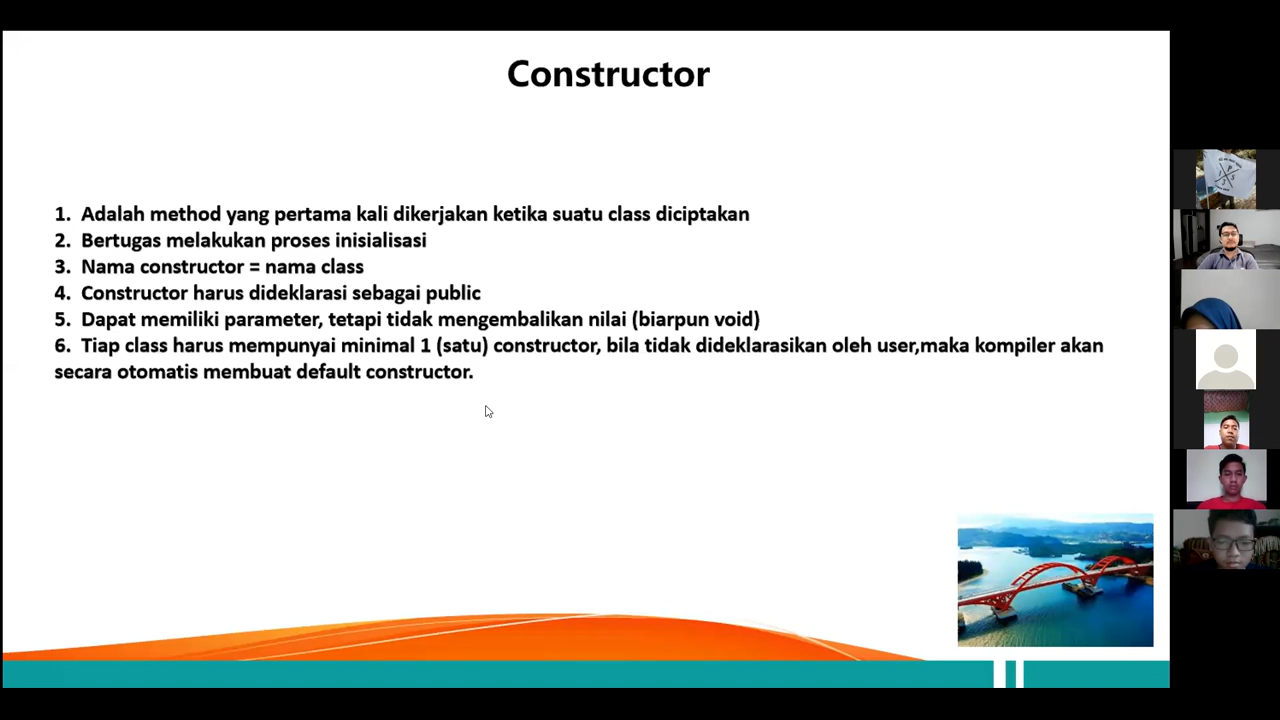 Constructor
1. Adalah method yang pertama kali dikerjakan ketika suatu class diciptakan
2. Bertugas melakukan proses inisialisasi
3. Nama constructor = nama class
4. Constructor harus dideklarasi sebagai public
5. Dapat memiliki parameter, tetapi tidak mengembalikan nilai (biarpun void)
6. Tiap class harus mempunyai minimal 1 (satu) constructor, bila tidak dideklarasikan oleh user,maka kompiler akan
secara otomatis membuat default constructor.